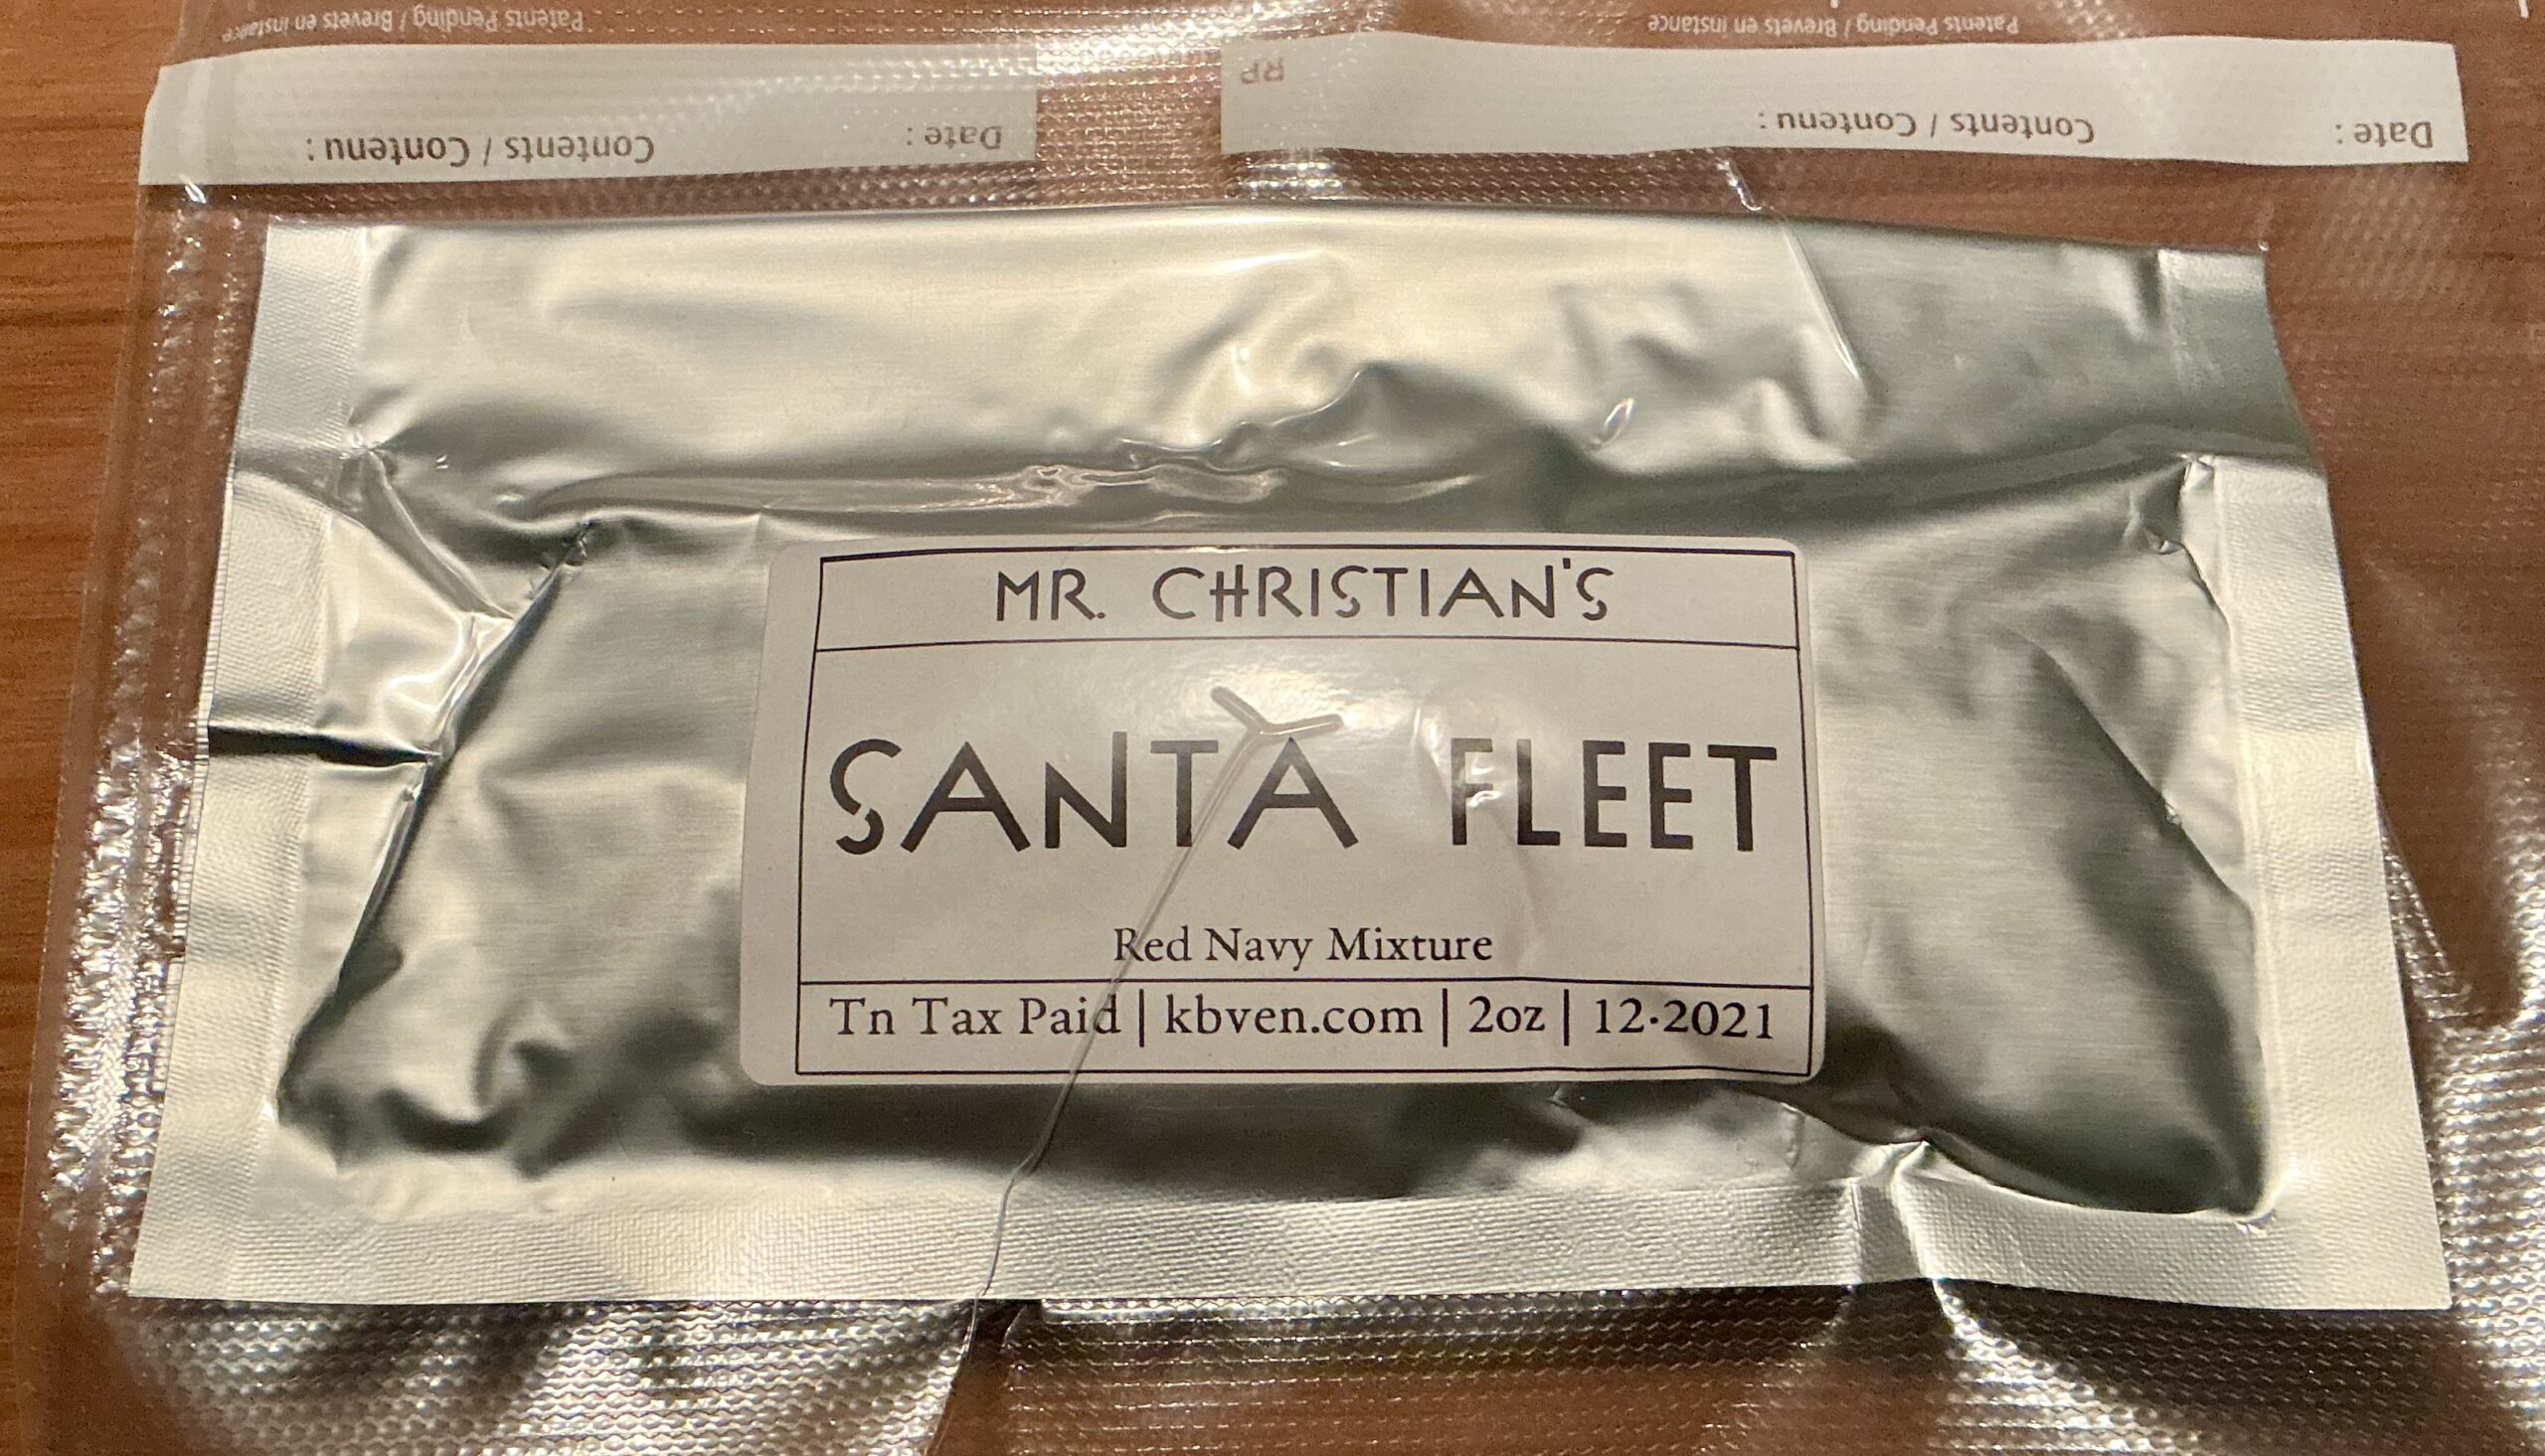 Patents Pending / Brevets en instance
Patents Pending / Brevets en instance
Date : Contents / Contenu :
Date : Contents / Contenu :
RP
MR. CHRISTIAN'S
SANTA FLEET
Red Navy Mixture
Tn Tax Paid | kbven.com | 2oz | 12·2021